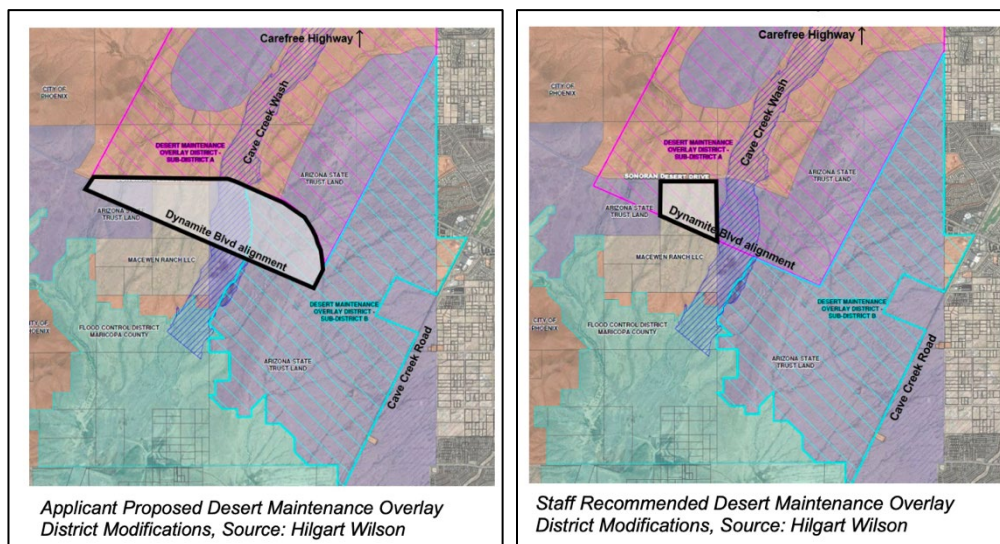 Carefree Highway ↑
CITY OF
PHOENIX
Cave Creek Wash
DESERT MAINTENANCE
OVERLAY DISTRICT -
SUB-DISTRICT A
ARIZONA STATE
TRUST LAND
ARIZONA STATE
TRUST LAND
Dynamite Blvd alignment
MACEWEN RANCH LLC
DESERT MAINTENANCE
OVERLAY DISTRICT -
SUB-DISTRICT B
CITY OF
PHOENIX
FLOOD CONTROL DISTRICT
MARICOPA COUNTY
ARIZONA STATE
TRUST LAND
Cave Creek Road
Applicant Proposed Desert Maintenance Overlay
District Modifications, Source: Hilgart Wilson
Carefree Highway ↑
CITY OF
PHOENIX
Cave Creek Wash
DESERT MAINTENANCE
OVERLAY DISTRICT -
SUB-DISTRICT A
SONORAN DESERT DRIVE
ARIZONA STATE
TRUST LAND
ARIZONA STATE
TRUST LAND
Dynamite Blvd alignment
MACEWEN RANCH LLC
DESERT MAINTENANCE
OVERLAY DISTRICT -
SUB-DISTRICT B
CITY OF
PHOENIX
FLOOD CONTROL DISTRICT
MARICOPA COUNTY
ARIZONA STATE
TRUST LAND
Cave Creek Road
Staff Recommended Desert Maintenance Overlay
District Modifications, Source: Hilgart Wilson